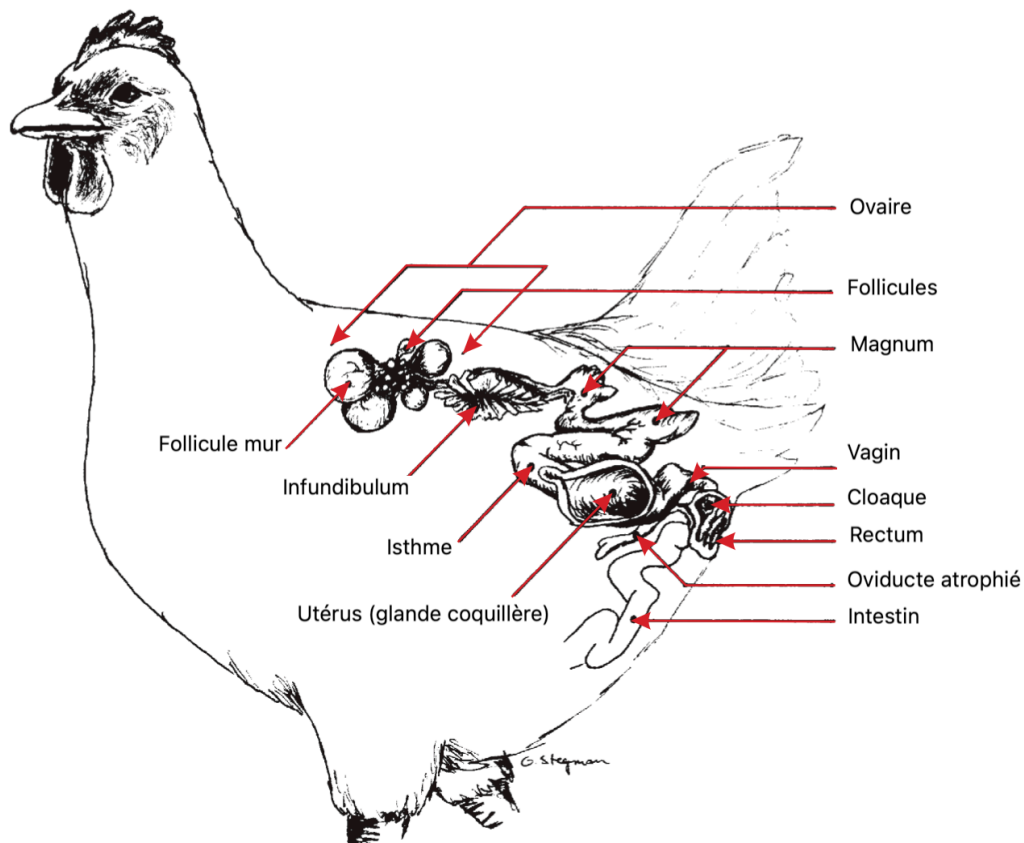 Ovaire
Follicules
Magnum
Follicule mur
Vagin
Infundibulum
Cloaque
Rectum
Isthme
Oviducte atrophié
Utérus (glande coquillère)
Intestin
G. Stegman